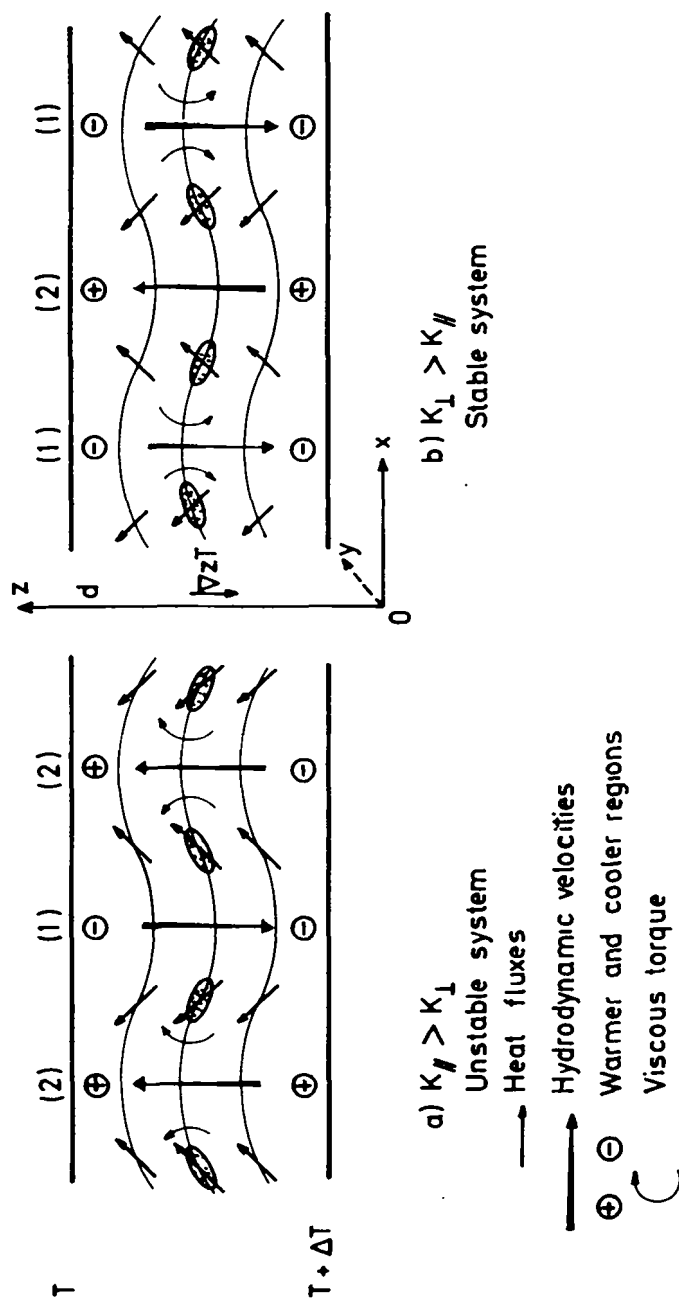 (2) (1) (2)
T ⊕ ⊖ ⊕
T + ΔT ⊕ ⊖ ⊖
z
d
∇zT
y
O
x
(1) (2) (1)
⊖ ⊕ ⊖
⊖ ⊕ ⊖
a) K∥ > K⊥
Unstable system
Heat fluxes
Hydrodynamic velocities
⊕ ⊖ Warmer and cooler regions
Viscous torque
b) K⊥ > K∥
Stable system